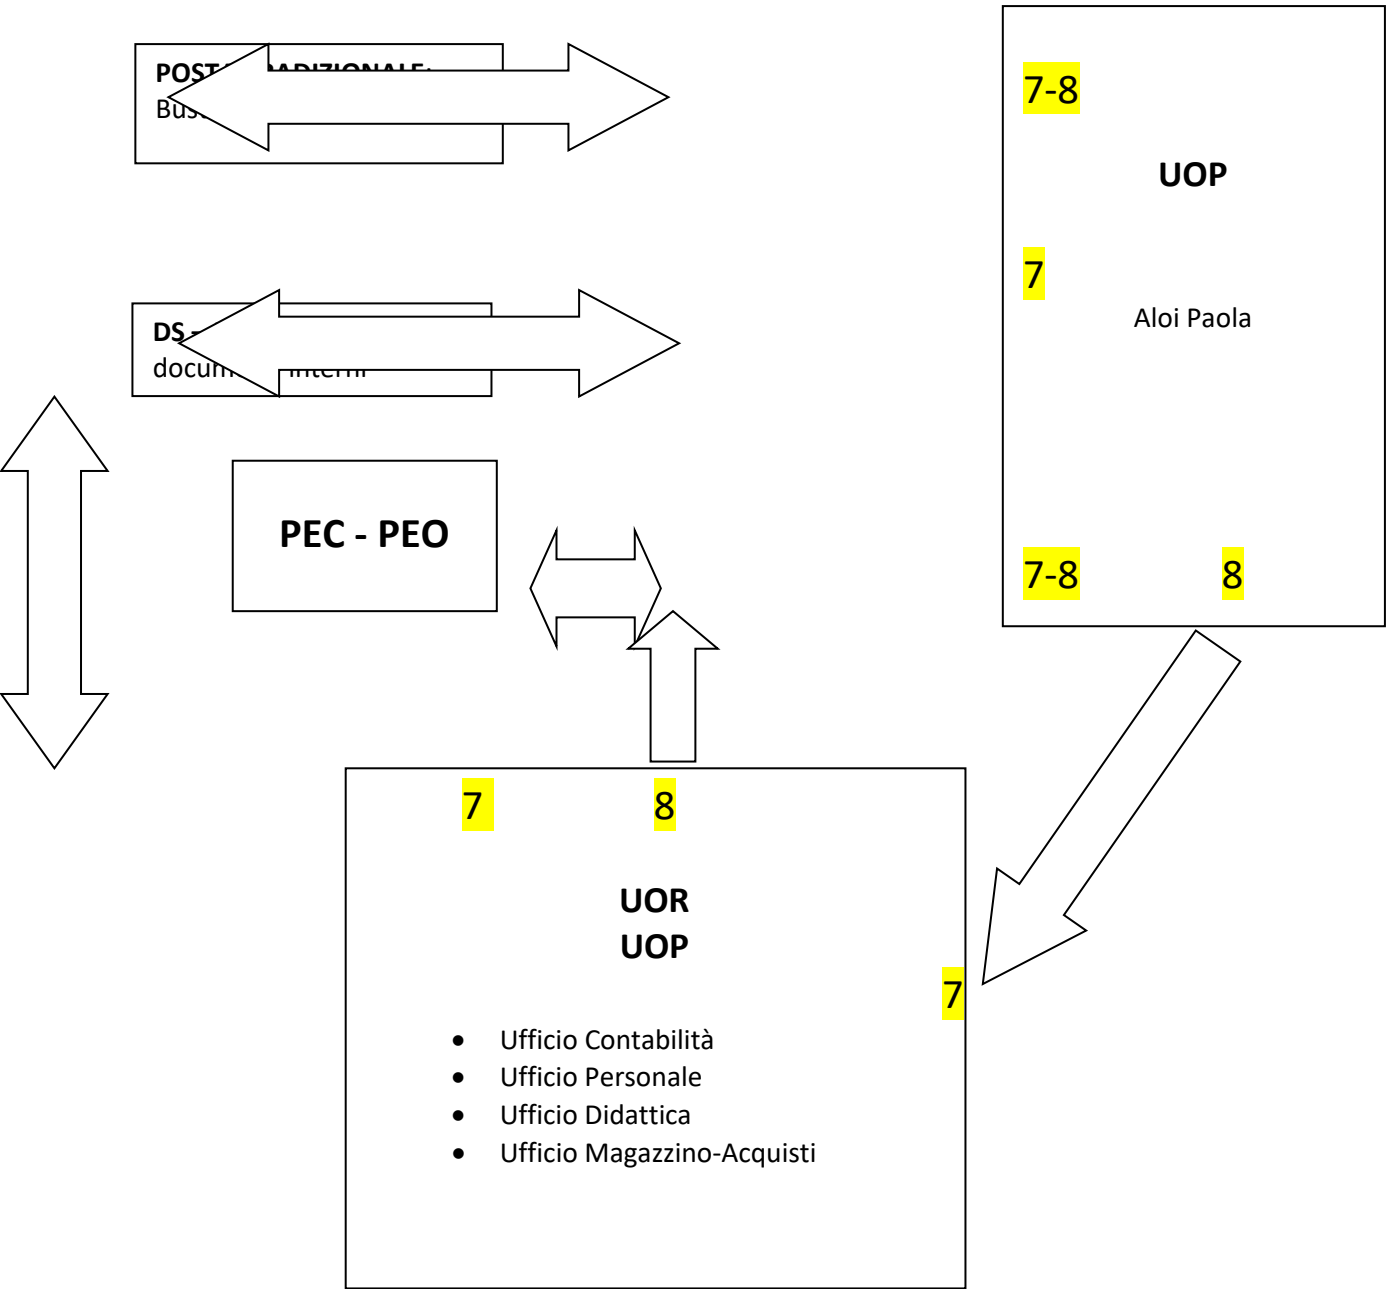 7-8
UOP
7
Aloi Paola
DS
PEC - PEO
7-8 8
7 8
UOR
UOP
7
• Ufficio Contabilità
• Ufficio Personale
• Ufficio Didattica
• Ufficio Magazzino-Acquisti